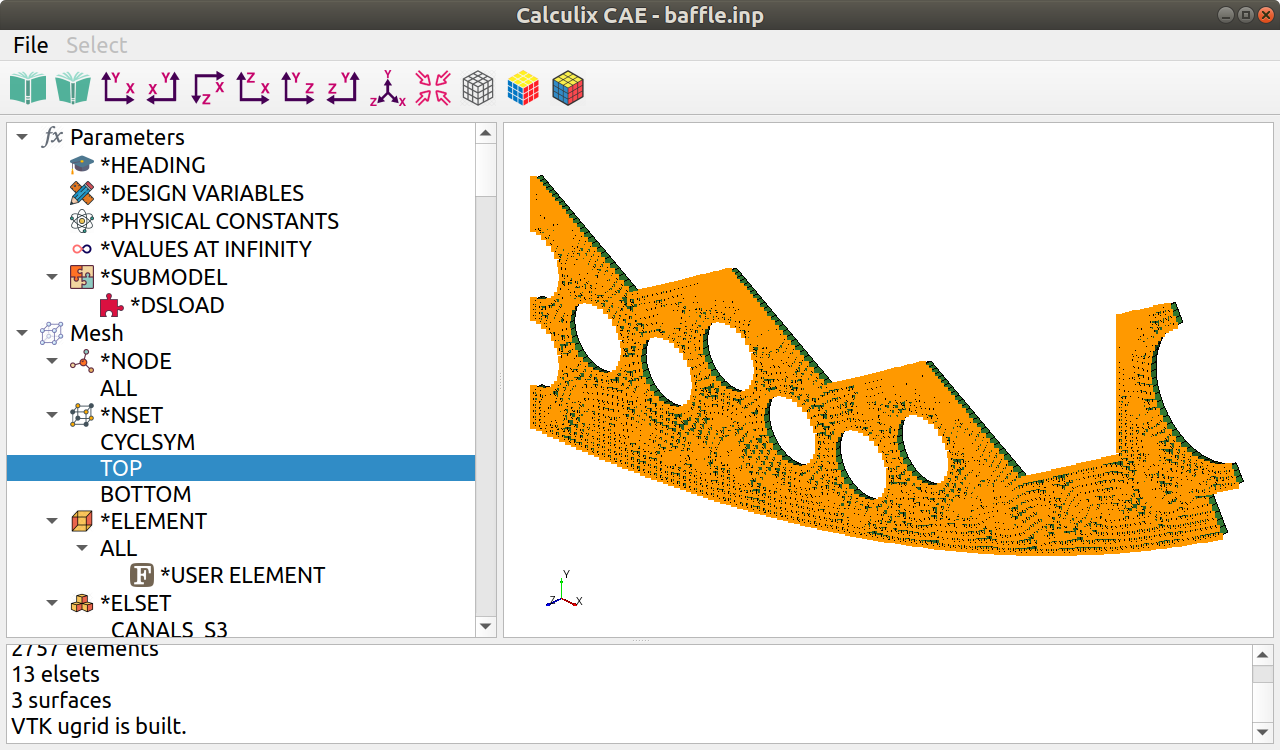 Calculix CAE - baffle.inp
File Select
Y X
X Y
X Z
Z X
Y Z
Z Y
Y Z X
fx Parameters
*HEADING
*DESIGN VARIABLES
*PHYSICAL CONSTANTS
*VALUES AT INFINITY
*SUBMODEL
*DSLOAD
Mesh
*NODE
ALL
*NSET
CYCLSYM
TOP
BOTTOM
*ELEMENT
ALL
F *USER ELEMENT
*ELSET
CANALS_S3
Y
Z X
2757 elements
13 elsets
3 surfaces
VTK ugrid is built.